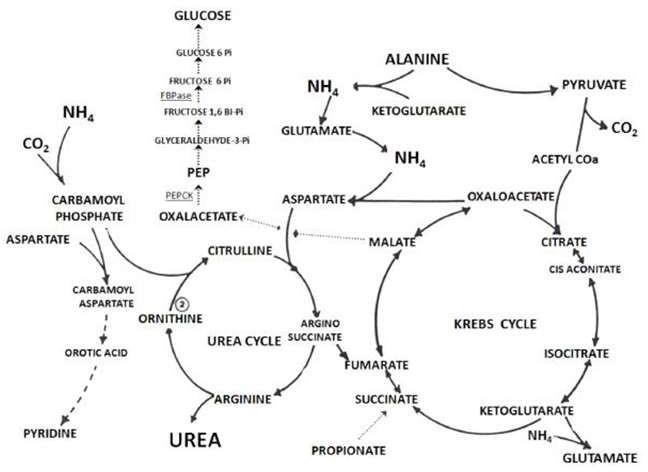 GLUCOSE
GLUCOSE 6 Pi
FRUCTOSE 6 Pi
FBPase
FRUCTOSE 1,6 BI-Pi
GLYCERALDEHYDE-3-Pi
PEP
PEPCK
OXALACETATE
ALANINE
NH4
KETOGLUTARATE
GLUTAMATE
NH4
ASPARTATE
PYRUVATE
CO2
ACETYL COa
OXALOACETATE
NH4
CO2
CARBAMOYL
PHOSPHATE
ASPARTATE
CARBAMOYL
ASPARTATE
OROTIC ACID
PYRIDINE
CITRULLINE
2
ORNITHINE
UREA CYCLE
ARGINO
SUCCINATE
ARGININE
UREA
MALATE
CITRATE
CIS ACONITATE
KREBS CYCLE
ISOCITRATE
FUMARATE
SUCCINATE
KETOGLUTARATE
NH4
GLUTAMATE
PROPIONATE